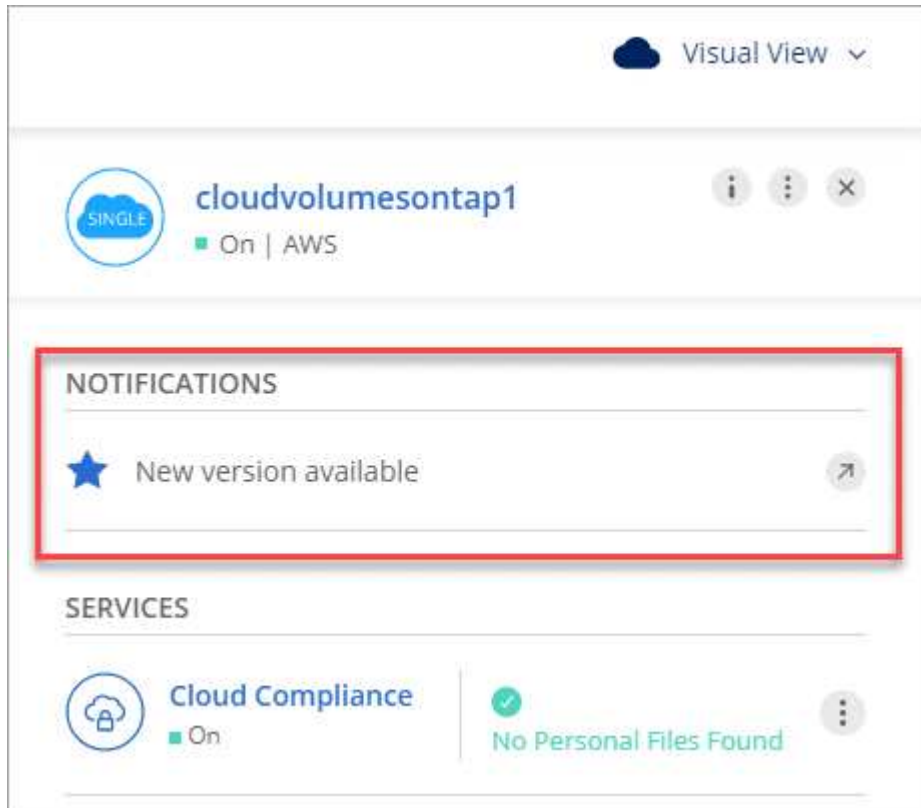 Visual View
SINGLE
cloudvolumesontap1
On | AWS
NOTIFICATIONS
New version available
SERVICES
Cloud Compliance
On
No Personal Files Found